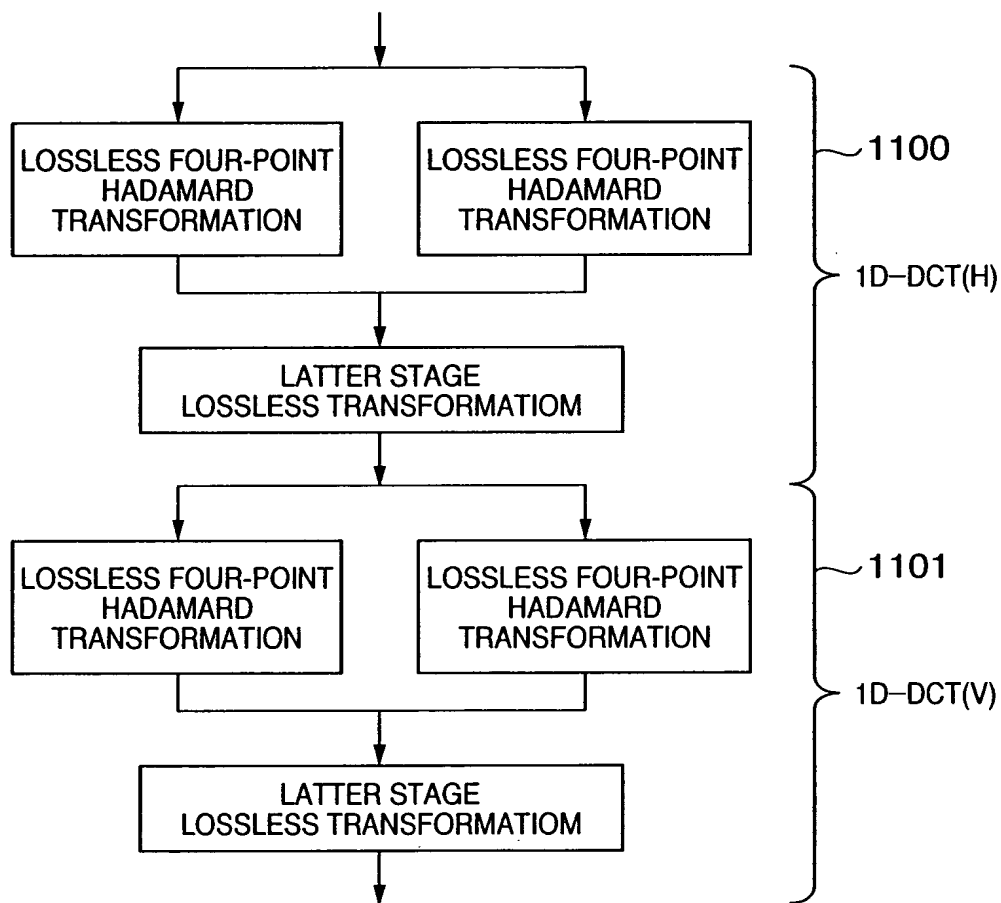 LOSSLESS FOUR-POINT
HADAMARD
TRANSFORMATION
LOSSLESS FOUR-POINT
HADAMARD
TRANSFORMATION
1100
1D-DCT(H)
LATTER STAGE
LOSSLESS TRANSFORMATIOM
LOSSLESS FOUR-POINT
HADAMARD
TRANSFORMATION
LOSSLESS FOUR-POINT
HADAMARD
TRANSFORMATION
1101
1D-DCT(V)
LATTER STAGE
LOSSLESS TRANSFORMATIOM